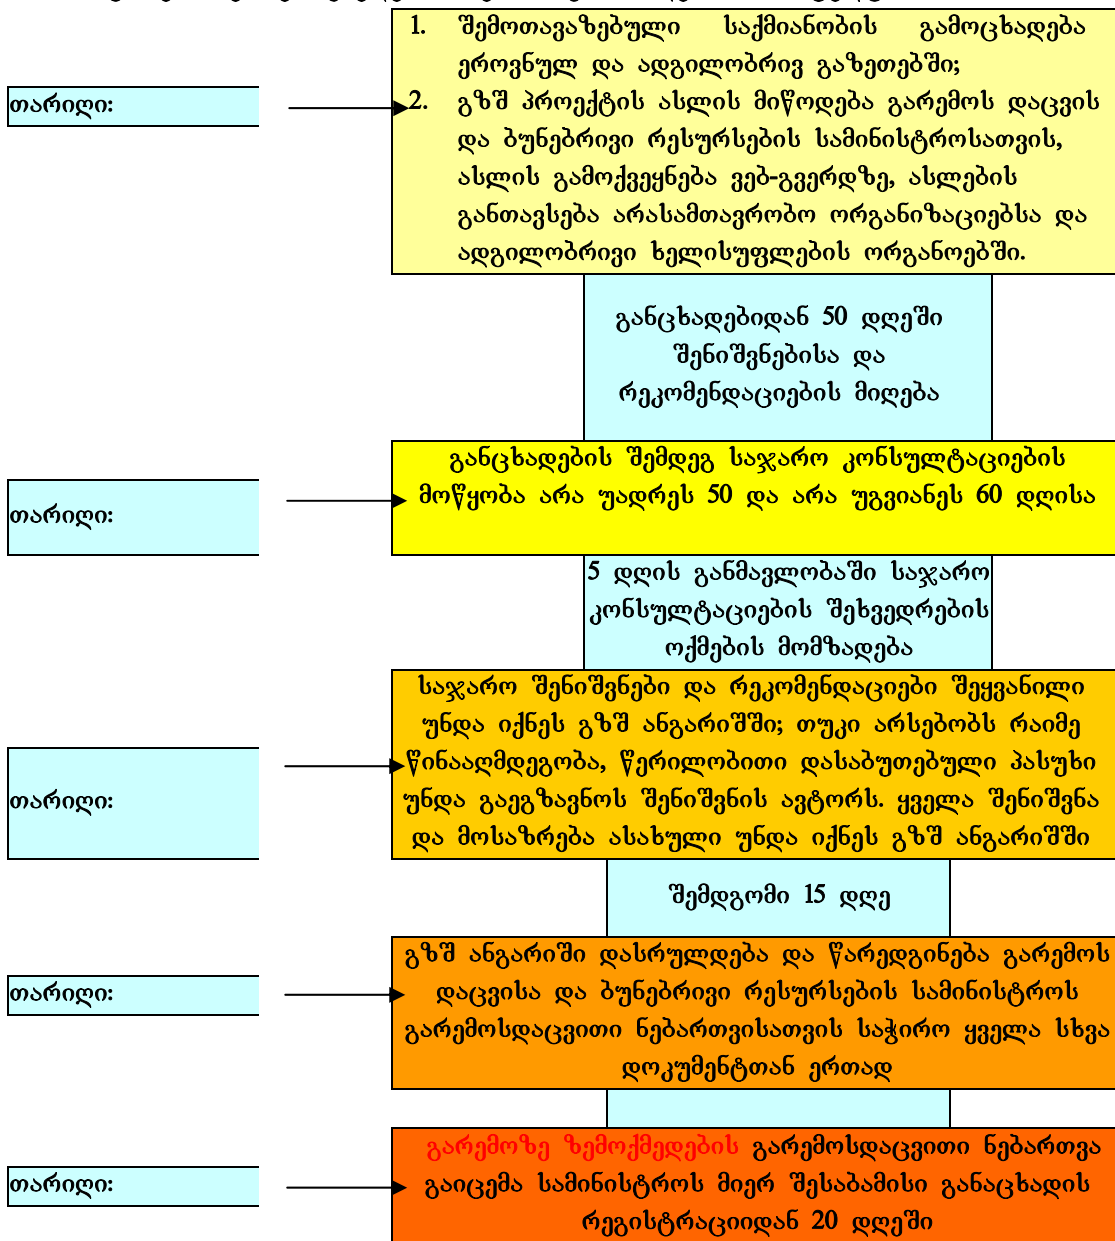 1. შემოთავაზებული საქმიანობის გამოცხადება
ეროვნულ და ადგილობრივ გაზეთებში;
თარიღი:
2. გზშ პროექტის ასლის მიწოდება გარემოს დაცვის
და ბუნებრივი რესურსების სამინისტროსათვის,
ასლის გამოქვეყნება ვებ-გვერდზე, ასლების
განთავსება არასამთავრობო ორგანიზაციებსა და
ადგილობრივი ხელისუფლების ორგანოებში.
განცხადებიდან 50 დღეში
შენიშვნებისა და
რეკომენდაციების მიღება
განცხადების შემდეგ საჯარო კონსულტაციების
მოწყობა არა უადრეს 50 და არა უგვიანეს 60 დღისა
თარიღი:
5 დღის განმავლობაში საჯარო
კონსულტაციების შეხვედრების
ოქმების მომზადება
საჯარო შენიშვნები და რეკომენდაციები შეყვანილი
უნდა იქნეს გზშ ანგარიშში; თუკი არსებობს რაიმე
წინააღმდეგობა, წერილობითი დასაბუთებული პასუხი
თარიღი:
უნდა გაეგზავნოს შენიშვნის ავტორს. ყველა შენიშვნა
და მოსაზრება ასახული უნდა იქნეს გზშ ანგარიშში
შემდგომი 15 დღე
გზშ ანგარიში დასრულდება და წარედგინება გარემოს
თარიღი:
დაცვისა და ბუნებრივი რესურსების სამინისტროს
გარემოსდაცვითი ნებართვისათვის საჭირო ყველა სხვა
დოკუმენტთან ერთად
გარემოზე ზემოქმედების გარემოსდაცვითი ნებართვა
თარიღი:
გაიცემა სამინისტროს მიერ შესაბამისი განაცხადის
რეგისტრაციიდან 20 დღეში